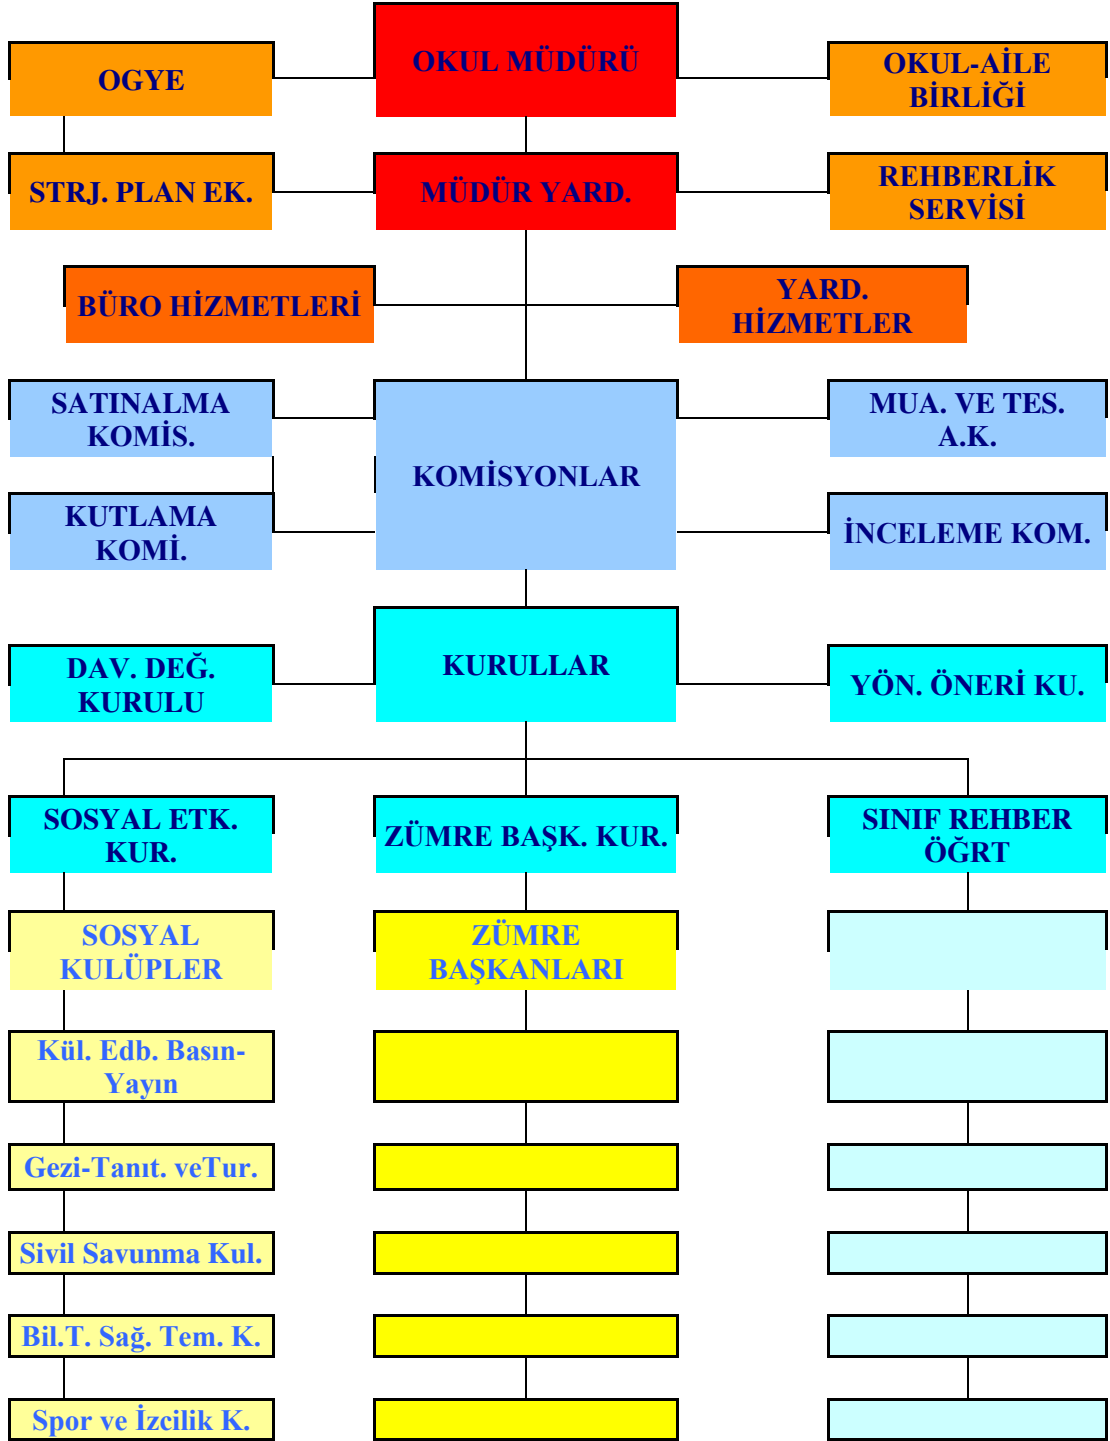 OGYE
OKUL MÜDÜRÜ
OKUL-AİLE
BİRLİĞİ
STRJ. PLAN EK.
MÜDÜR YARD.
REHBERLİK
SERVİSİ
BÜRO HİZMETLERİ
YARD.
HİZMETLER
SATINALMA
KOMİS.
KOMİSYONLAR
MUA. VE TES.
A.K.
KUTLAMA
KOMİ.
İNCELEME KOM.
DAV. DEĞ.
KURULU
KURULLAR
YÖN. ÖNERİ KU.
SOSYAL ETK.
KUR.
ZÜMRE BAŞK. KUR.
SINIF REHBER
ÖĞRT
SOSYAL
KULÜPLER
ZÜMRE
BAŞKANLARI
Kül. Edb. Basın-
Yayın
Gezi-Tanıt. veTur.
Sivil Savunma Kul.
Bil.T. Sağ. Tem. K.
Spor ve İzcilik K.